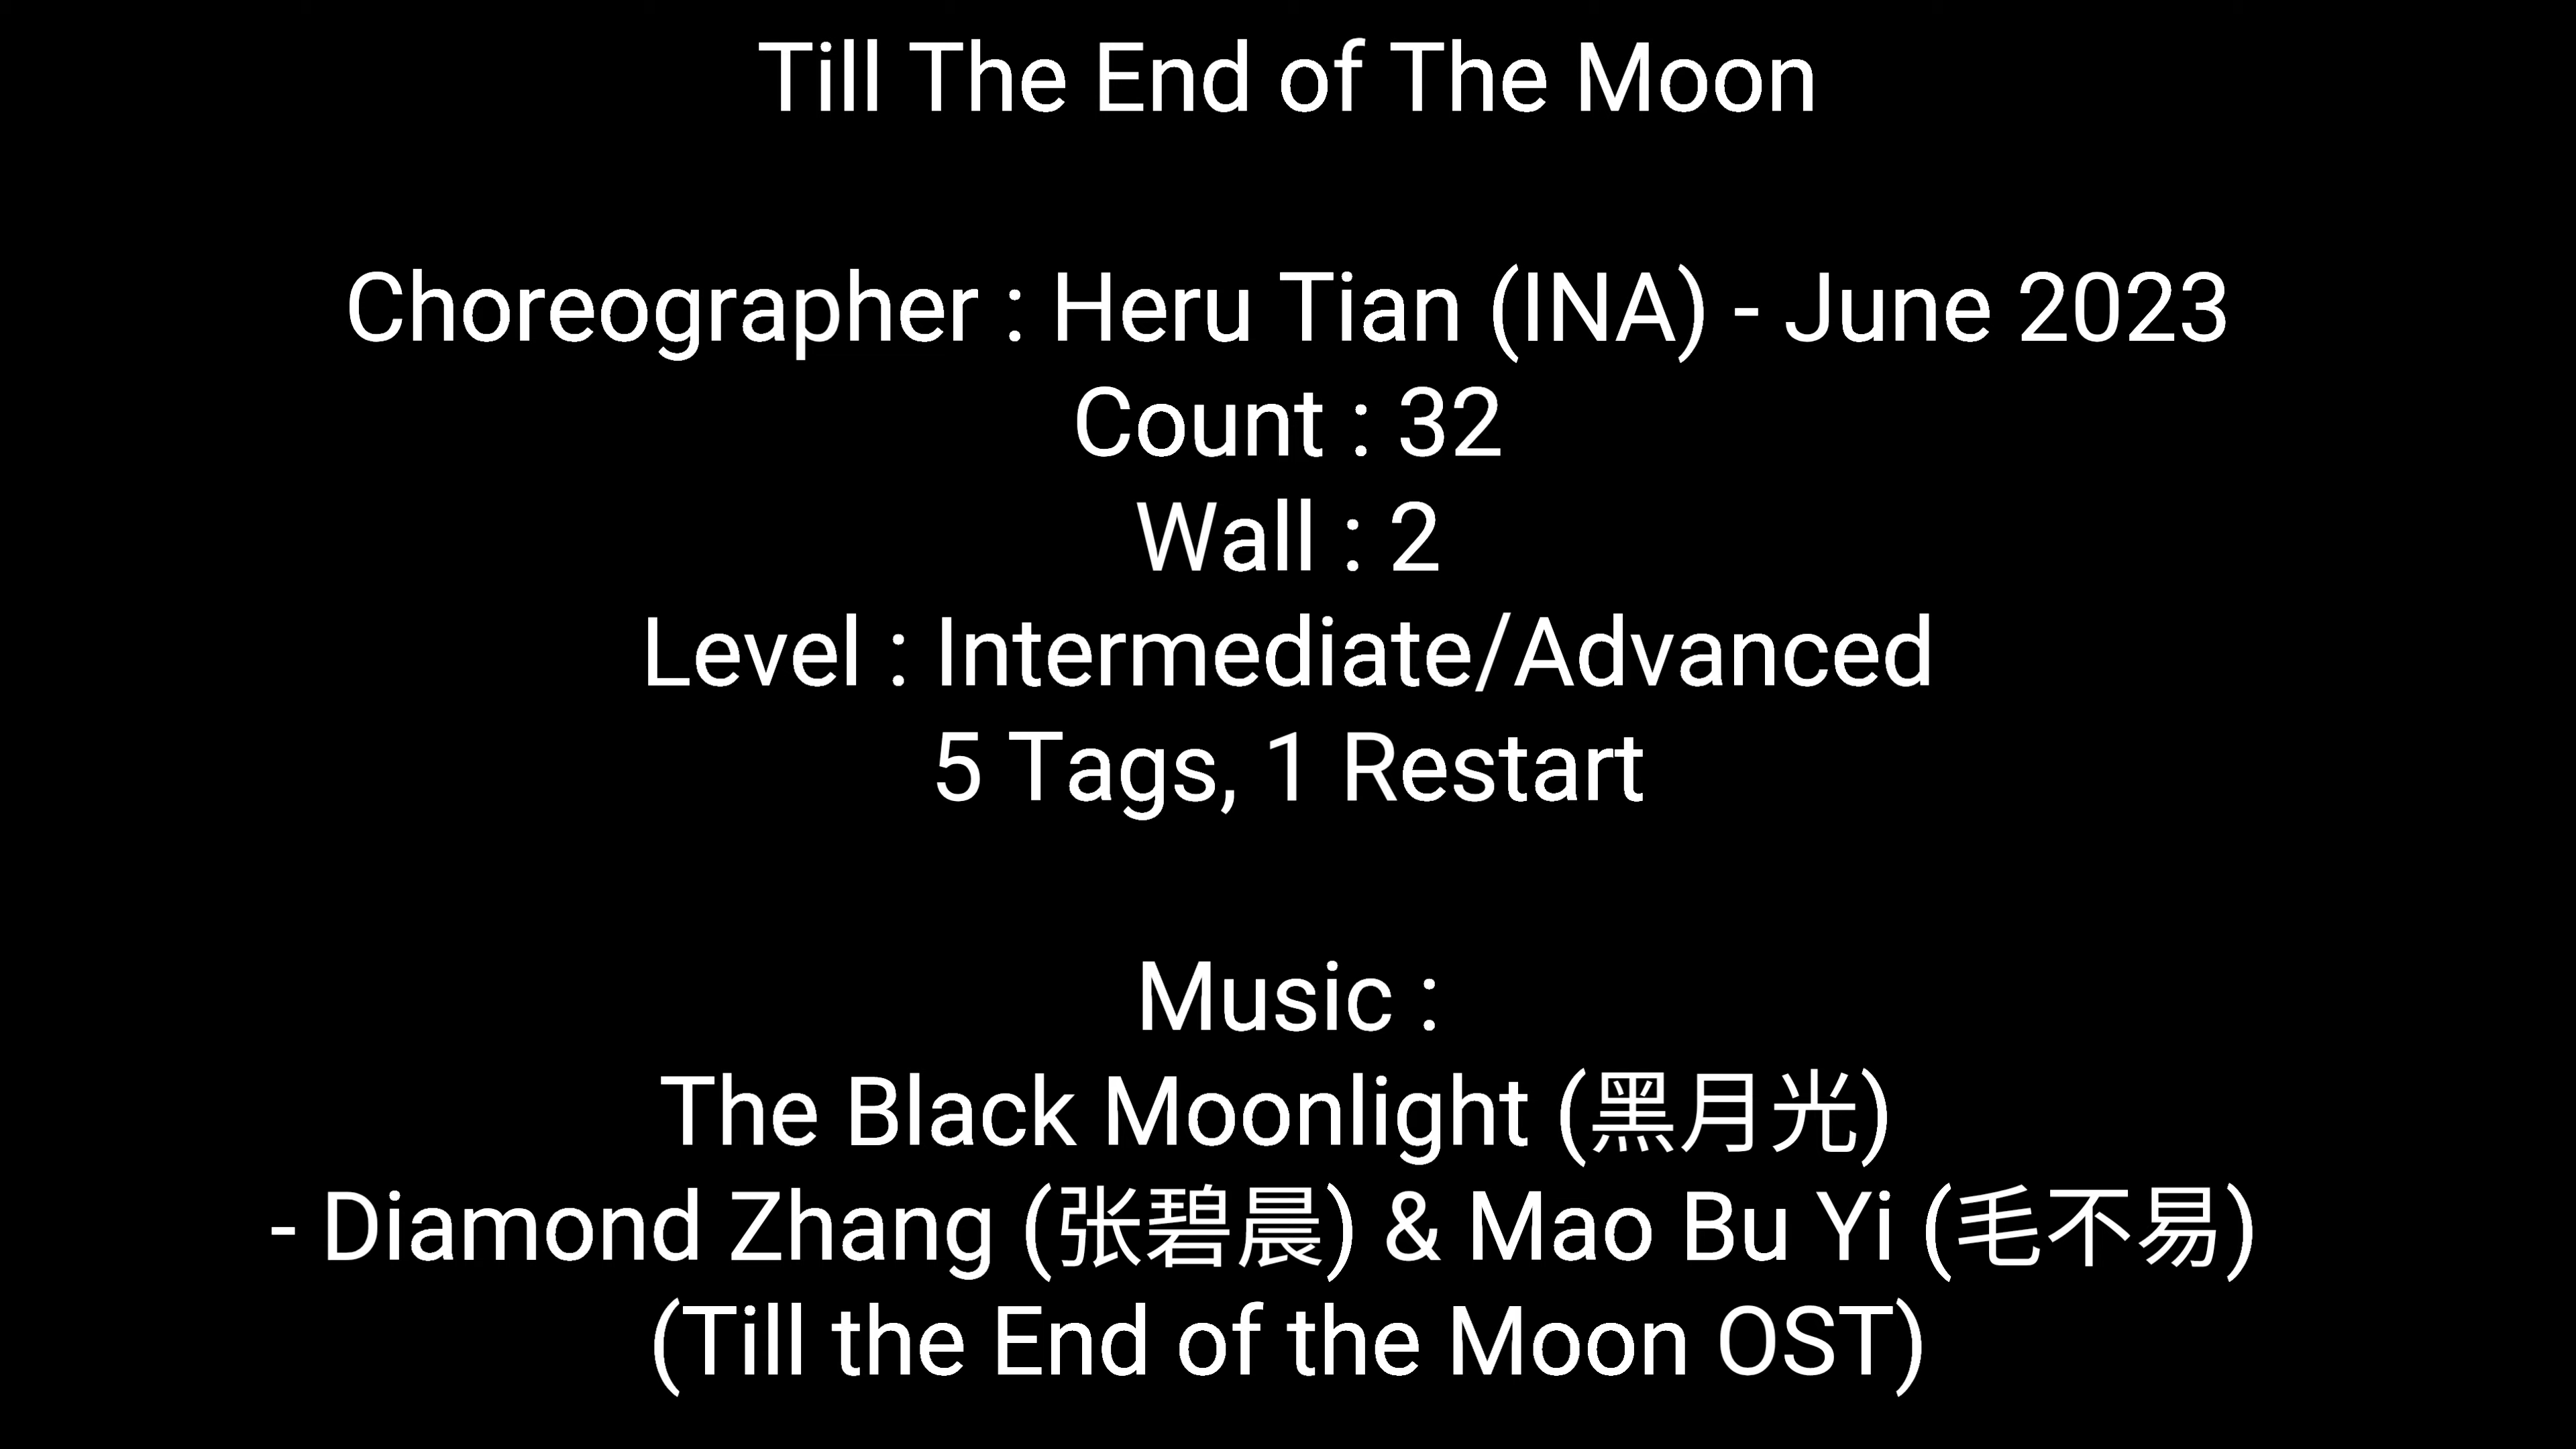 Till The End of The Moon
Choreographer : Heru Tian (INA) - June 2023
Count : 32
Wall : 2
Level : Intermediate/Advanced
5 Tags, 1 Restart
Music :
The Black Moonlight (黑月光)
- Diamond Zhang (张碧晨) & Mao Bu Yi (毛不易)
(Till the End of the Moon OST)